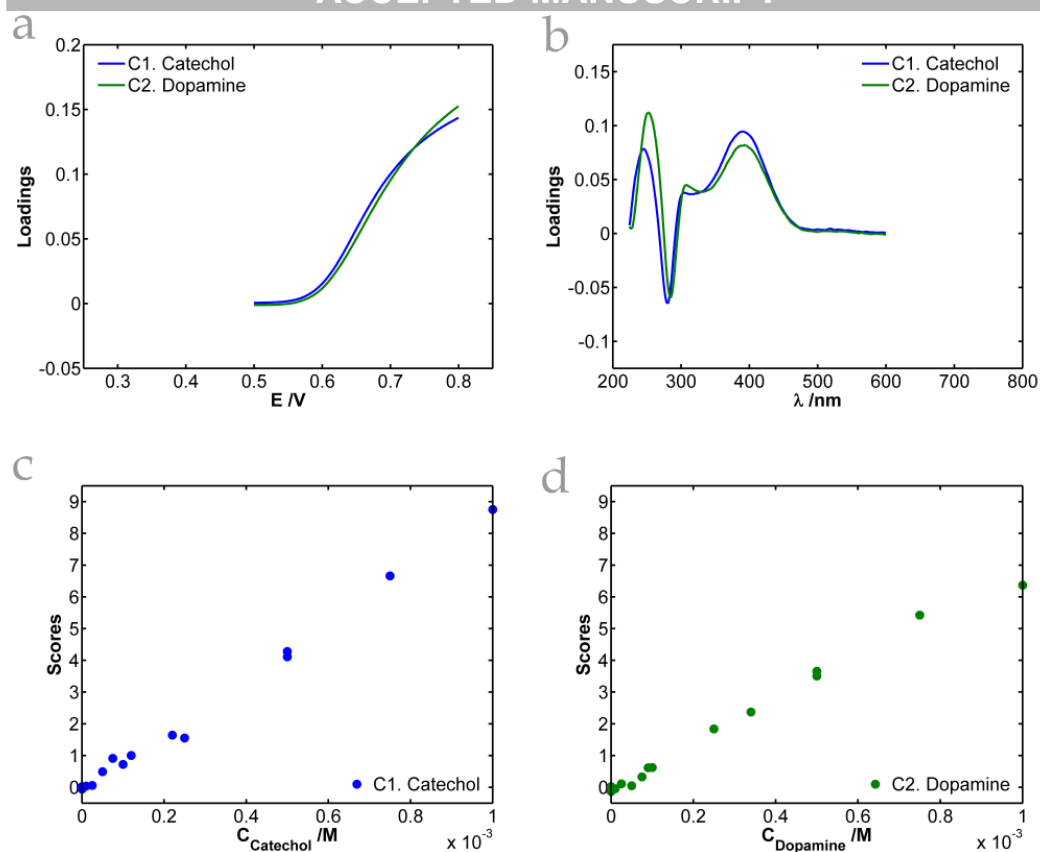 ACCEPTED MANUSCRIPT
a
b
0.2
0.15
0.1
0.05
0
-0.05
Loadings
C1. Catechol
C2. Dopamine
0.3 0.4 0.5 0.6 0.7 0.8
E /V
0.15
0.1
0.05
0
-0.05
-0.1
Loadings
C1. Catechol
C2. Dopamine
200 300 400 500 600 700 800
λ /nm
c
d
9
8
7
6
5
4
3
2
1
0
Scores
C1. Catechol
0 0.2 0.4 0.6 0.8 1
C Catechol /M
x 10⁻³
9
8
7
6
5
4
3
2
1
0
Scores
C2. Dopamine
0 0.2 0.4 0.6 0.8 1
C Dopamine /M
x 10⁻³